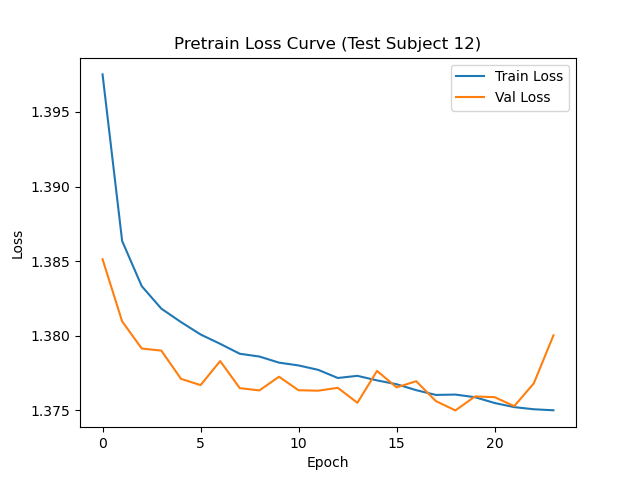 Pretrain Loss Curve (Test Subject 12)
Train Loss
Val Loss
1.395
1.390
1.385
1.380
1.375
Loss
0
5
10
15
20
Epoch